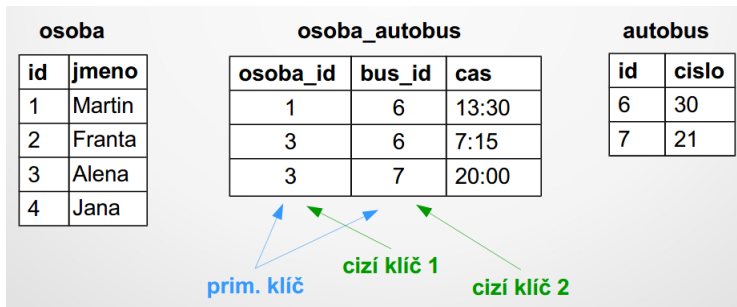 osoba osoba_autobus autobus
id jmeno osoba_id bus_id cas id cislo
1 Martin 1 6 13:30 6 30
2 Franta 3 6 7:15 7 21
3 Alena 3 7 20:00
4 Jana
cizí klíč 1
prim. klíč cizí klíč 2